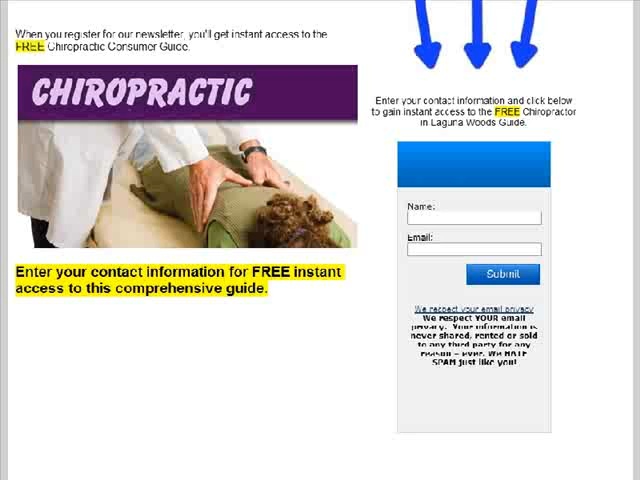 When you register for our newsletter, you'll get instant access to the
FREE Chiropractic Consumer Guide.
CHIROPRACTIC
Enter your contact information for FREE instant
access to this comprehensive guide.
Enter your contact information and click below
to gain instant access to the FREE Chiropractor
in Laguna Woods Guide.
Name:
Email:
Submit
We respect your email privacy
We respect YOUR email
privacy. Your information is
never shared, rented or sold
to any third party for any
reason – ever. We HATE
SPAM just like you!